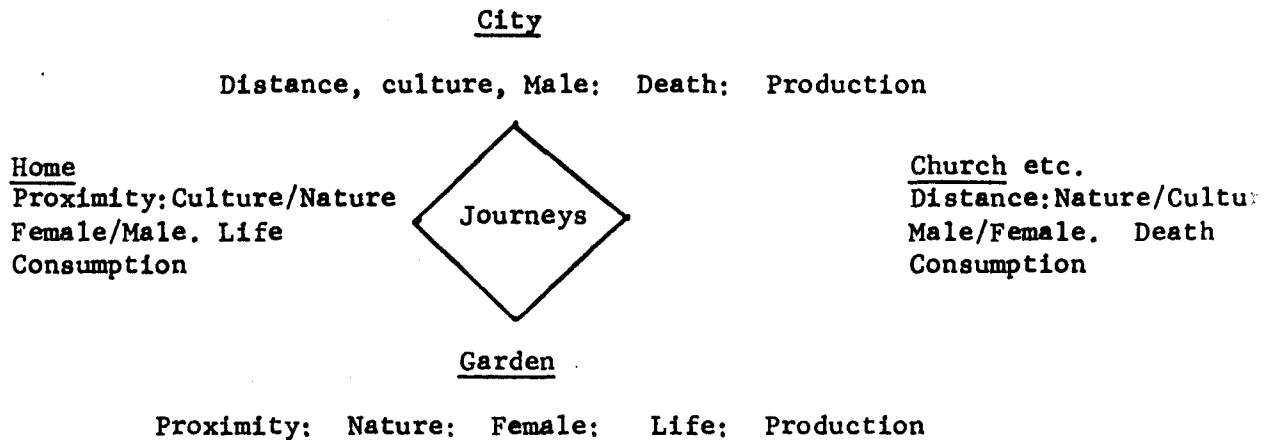 City
Distance, culture, Male: Death: Production
Home
Proximity:Culture/Nature
Female/Male. Life
Consumption
Journeys
Church etc.
Distance:Nature/Cultu
Male/Female. Death
Consumption
Garden
Proximity: Nature: Female: Life: Production